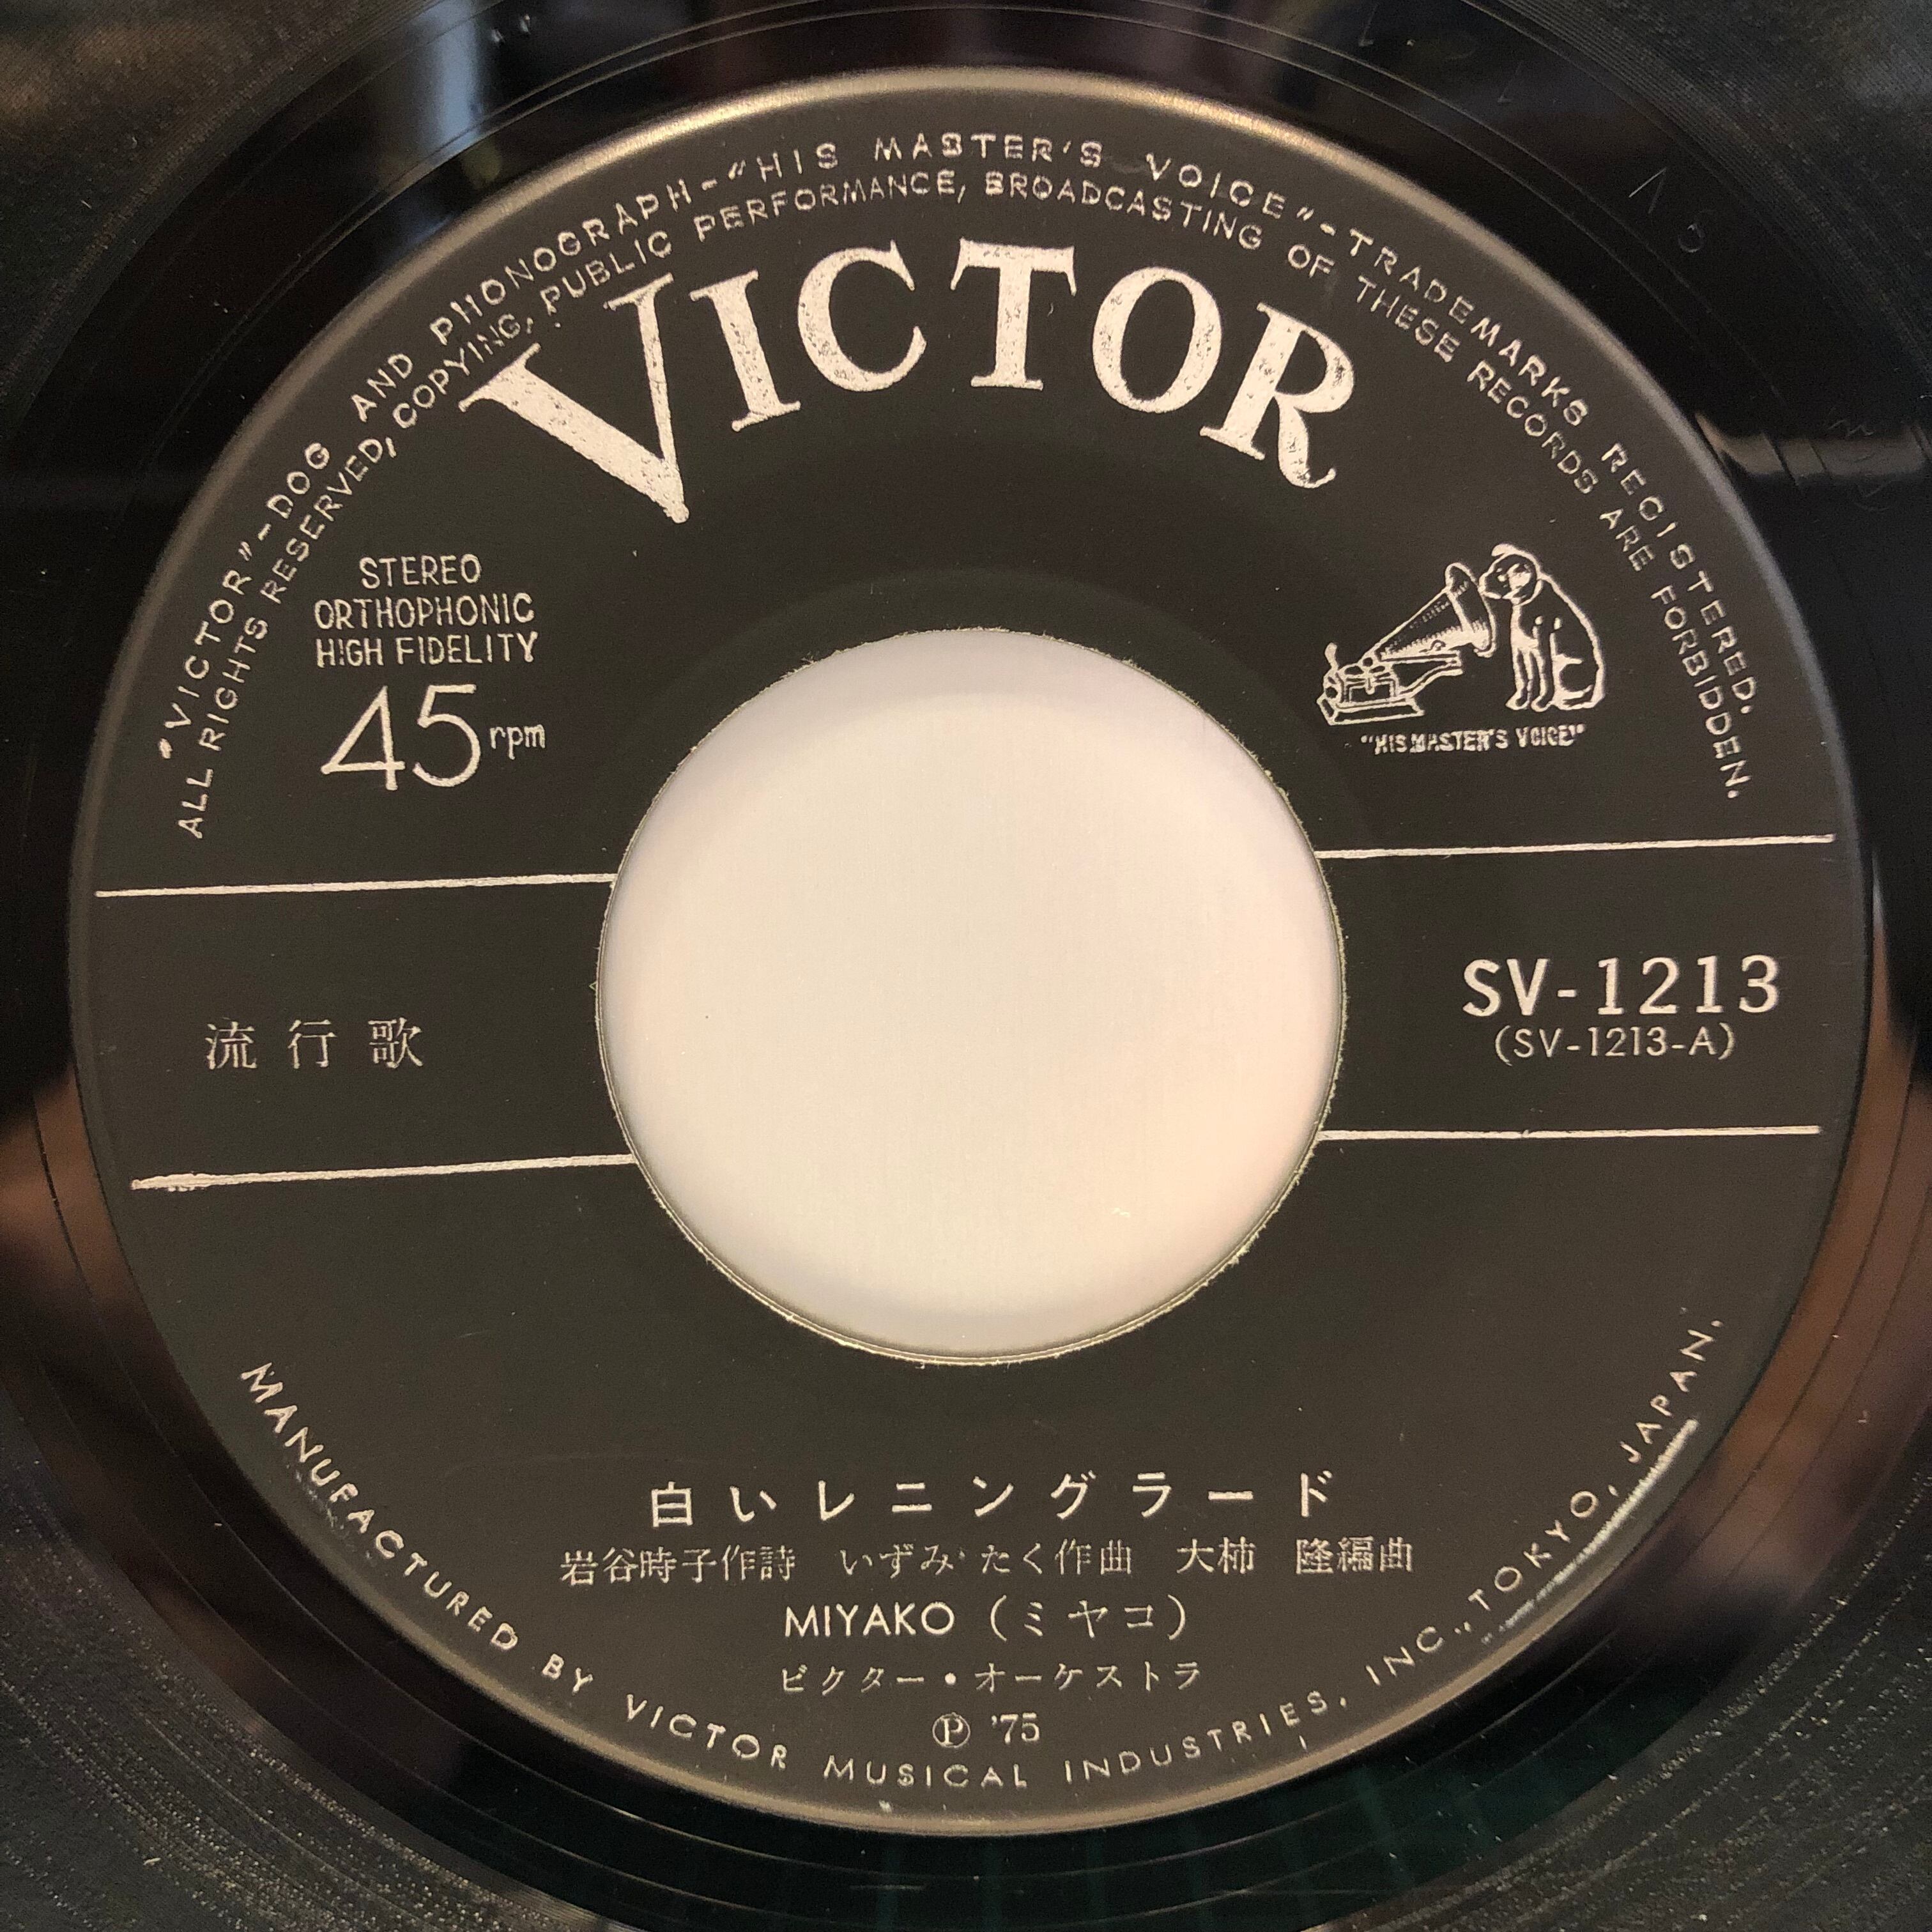 "VICTOR"-DOG AND PHONOGRAPH-"HIS MASTER'S VOICE"-TRADEMARKS REGISTERED.
ALL RIGHTS RESERVED, COPYING, PUBLIC PERFORMANCE, BROADCASTING OF THESE RECORDS ARE FORBIDDEN.
VICTOR
STEREO
ORTHOPHONIC
HIGH FIDELITY
45 rpm
"HIS MASTER'S VOICE"
流行歌
SV-1213
(SV-1213-A)
白いレニングラード
岩谷時子作詩 いずみ たく作曲 大柿 隆編曲
MIYAKO (ミヤコ)
ビクター・オーケストラ
Ⓟ '75
MANUFACTURED BY VICTOR MUSICAL INDUSTRIES, INC., TOKYO, JAPAN.